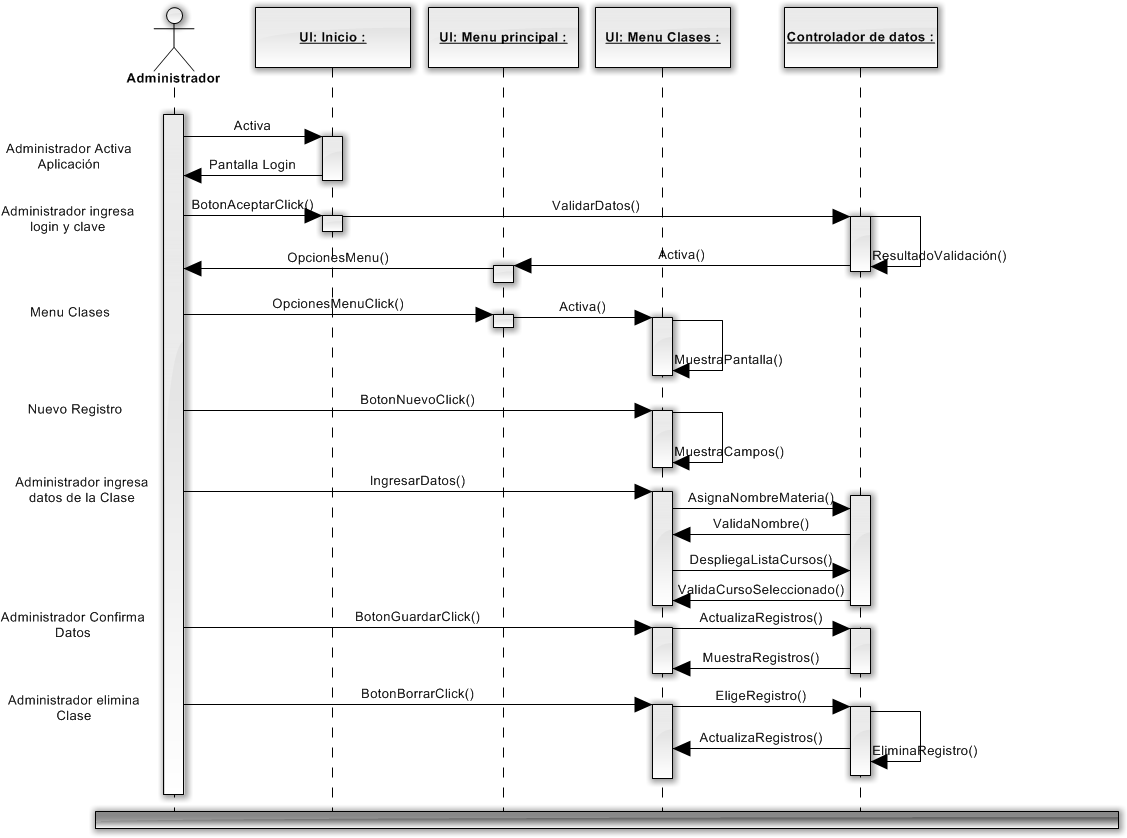 UI: Inicio :
UI: Menu principal :
UI: Menu Clases :
Controlador de datos :
Administrador
Activa
Administrador Activa
Aplicación
Pantalla Login
Administrador ingresa
login y clave
BotonAceptarClick()
ValidarDatos()
ResultadoValidación()
Activa()
OpcionesMenu()
Menu Clases
OpcionesMenuClick()
Activa()
MuestraPantalla()
Nuevo Registro
BotonNuevoClick()
MuestraCampos()
Administrador ingresa
datos de la Clase
IngresarDatos()
AsignaNombreMateria()
ValidaNombre()
DespliegaListaCursos()
ValidaCursoSeleccionado()
Administrador Confirma
Datos
BotonGuardarClick()
ActualizaRegistros()
MuestraRegistros()
Administrador elimina
Clase
BotonBorrarClick()
EligeRegistro()
ActualizaRegistros()
EliminaRegistro()